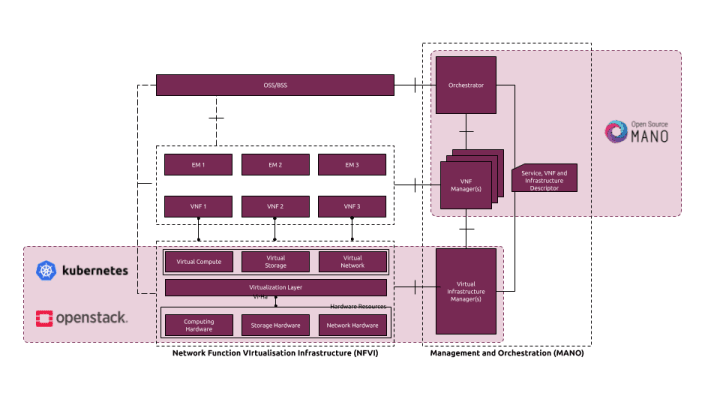 OSS/BSS
Orchestrator
Open Source
MANO
EM 1
EM 2
EM 3
VNF
Manager(s)
Service, VNF and
Infrastructure
Descriptor
VNF 1
VNF 2
VNF 3
kubernetes
Virtual Compute
Virtual
Storage
Virtual
Network
Virtualization Layer
Vi-Ha
Virtual
Infrastructure
Manager(s)
Hardware Resources
openstack.
Computing
Hardware
Storage Hardware
Network Hardware
Network Function VIrtualisation Infrastructure (NFVI)
Management and Orchestration (MANO)